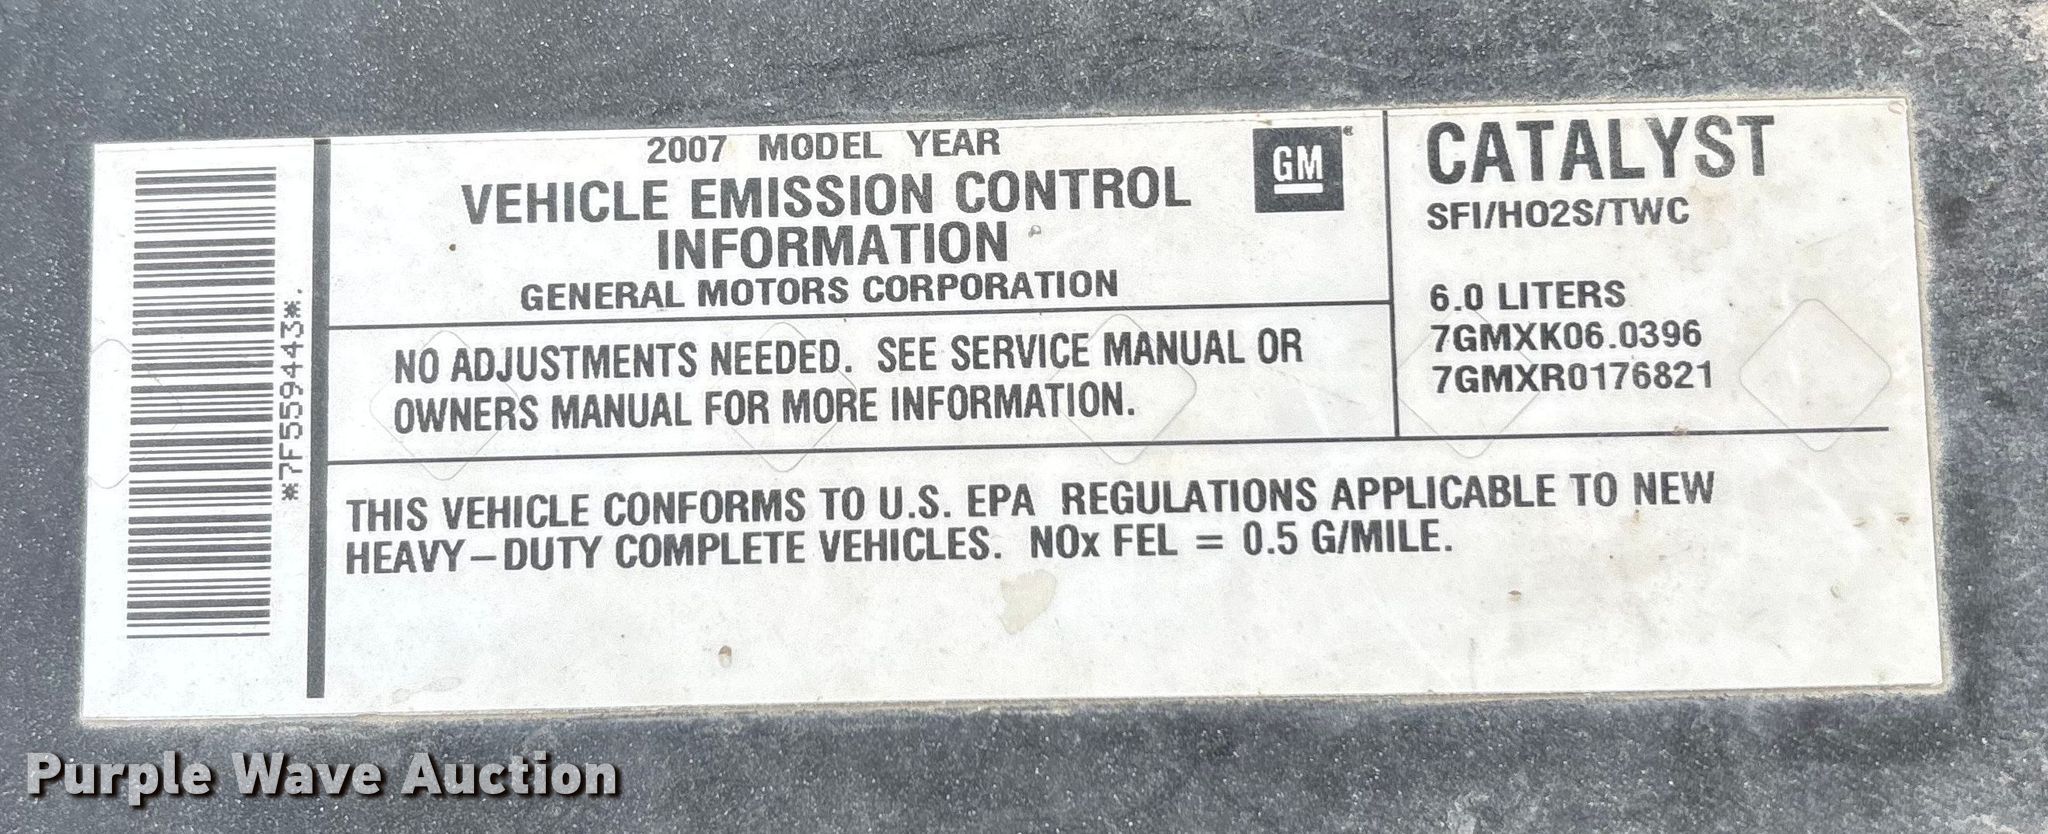 2007 MODEL YEAR
VEHICLE EMISSION CONTROL
INFORMATION
GENERAL MOTORS CORPORATION
GM
NO ADJUSTMENTS NEEDED. SEE SERVICE MANUAL OR
OWNERS MANUAL FOR MORE INFORMATION.
CATALYST
SFI/HO2S/TWC
6.0 LITERS
7GMXK06.0396
7GMXR0176821
THIS VEHICLE CONFORMS TO U.S. EPA REGULATIONS APPLICABLE TO NEW
HEAVY-DUTY COMPLETE VEHICLES. NOx FEL = 0.5 G/MILE.
*7F559443*.
Purple Wave Auction